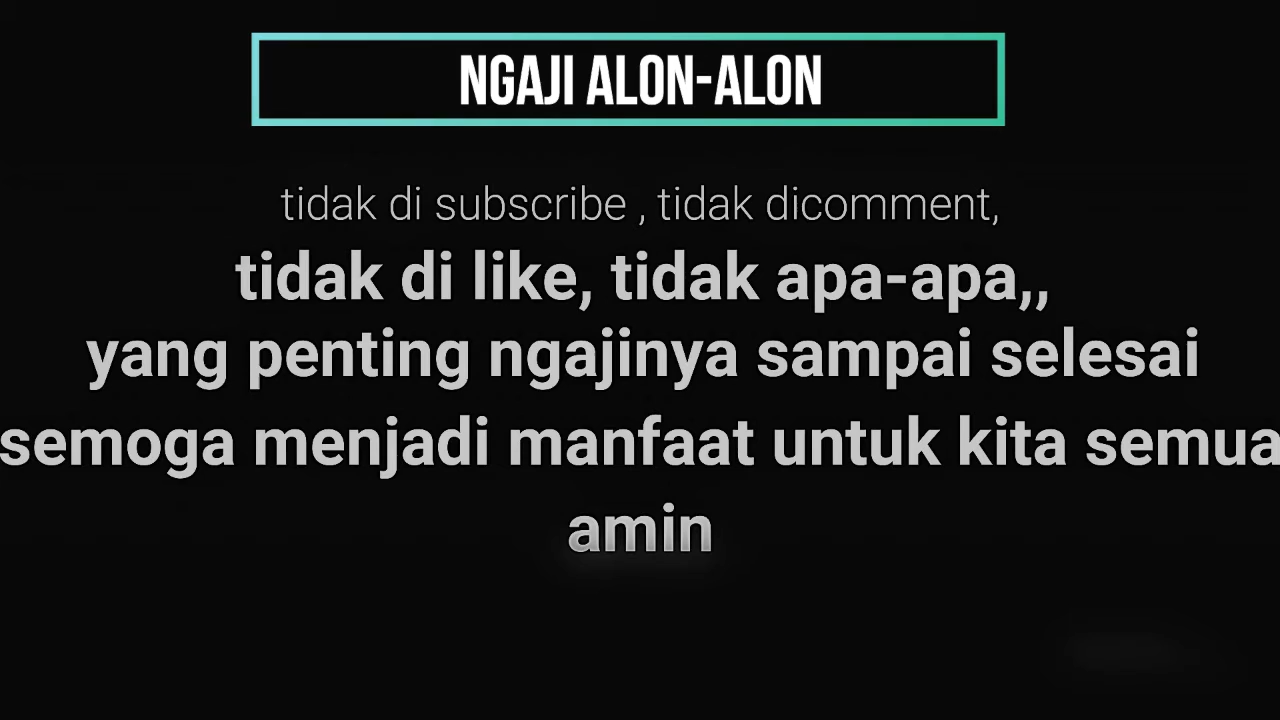 NGAJI ALON-ALON
tidak di subscribe , tidak dicomment,
tidak di like, tidak apa-apa,,
yang penting ngajinya sampai selesai
semoga menjadi manfaat untuk kita semua
amin